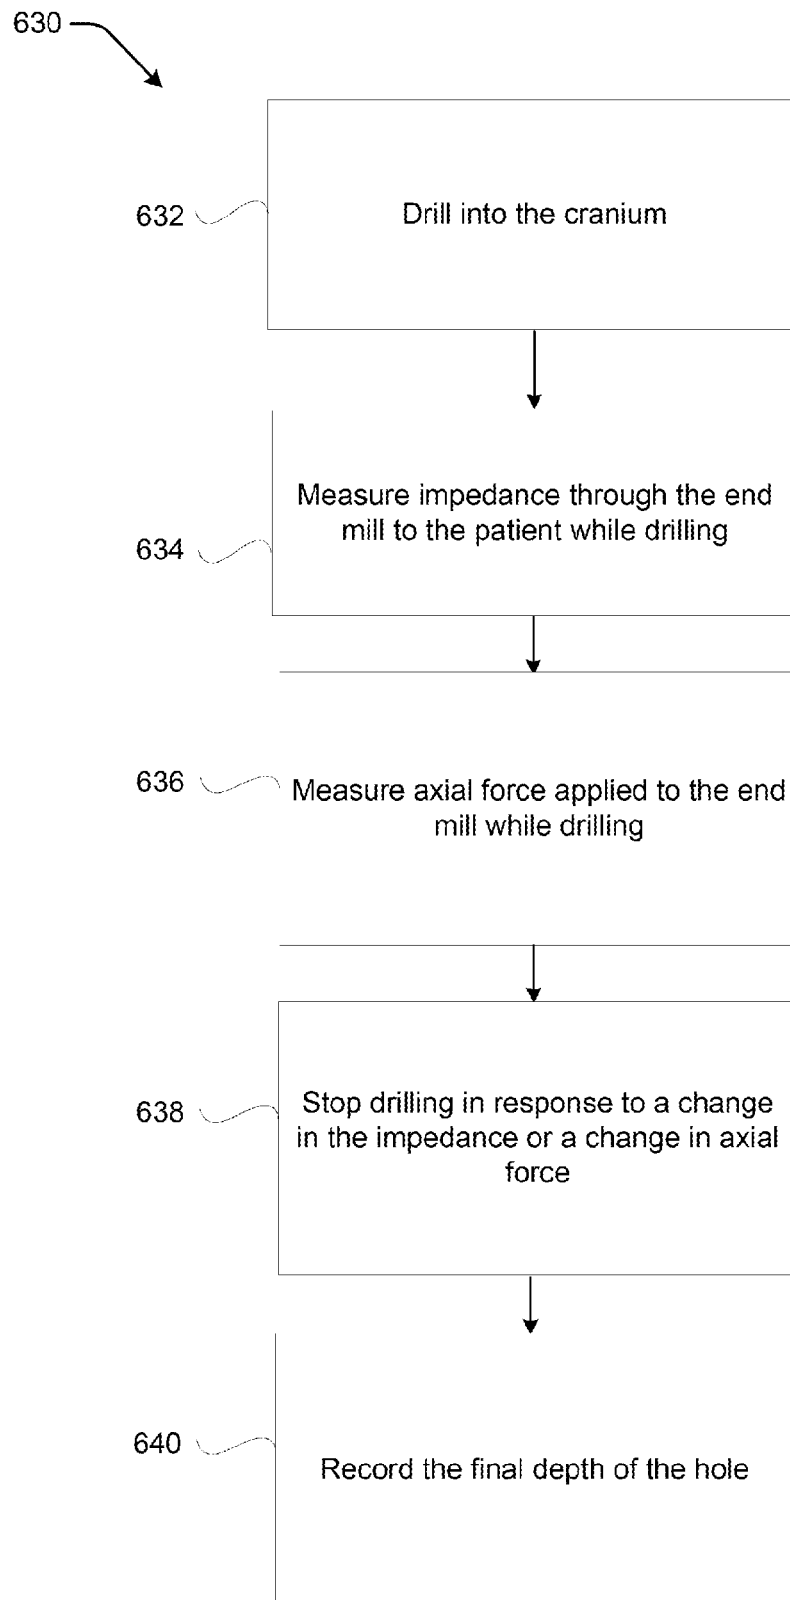 630
632
Drill into the cranium
Measure impedance through the end
mill to the patient while drilling
634
636
Measure axial force applied to the end
mill while drilling
638
Stop drilling in response to a change
in the impedance or a change in axial
force
640
Record the final depth of the hole